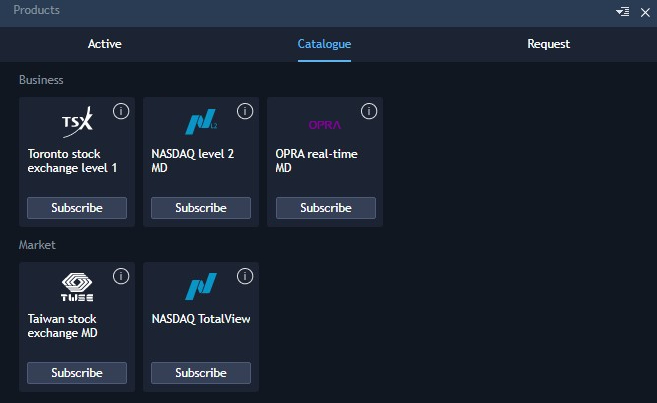 Products
Active Catalogue Request
Business
TSX L2 OPRA
Toronto stock NASDAQ level 2 OPRA real-time
exchange level 1 MD MD
Subscribe Subscribe Subscribe
Market
TWSE
Taiwan stock NASDAQ TotalView
exchange MD
Subscribe Subscribe